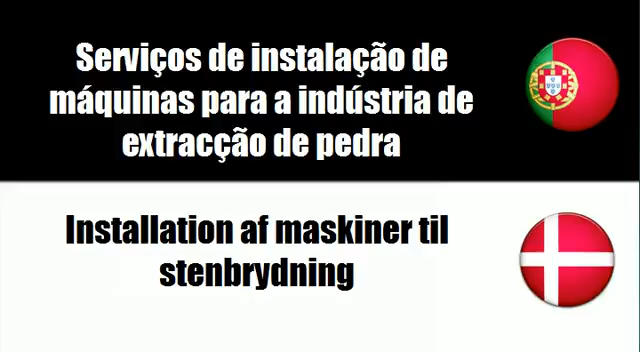 Serviços de instalação de
máquinas para a indústria de
extracção de pedra
Installation af maskiner til
stenbrydning